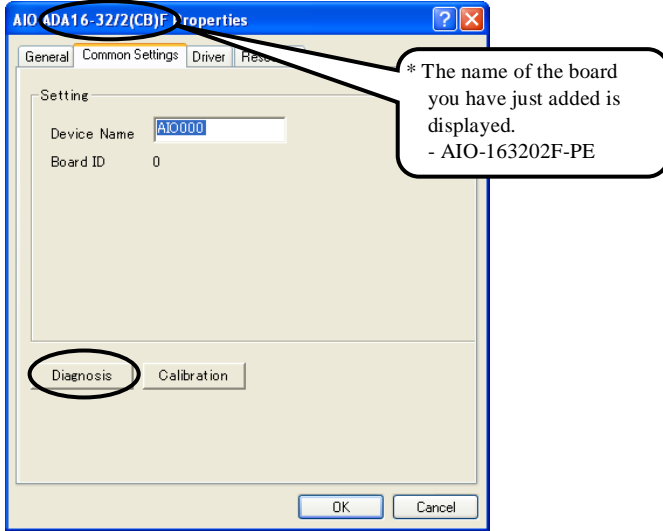 AIO ADA16-32/2(CB)F Properties
General Common Settings Driver
Setting
Device Name AIO000
Board ID 0
Diagnosis Calibration
OK Cancel
* The name of the board
you have just added is
displayed.
- AIO-163202F-PE